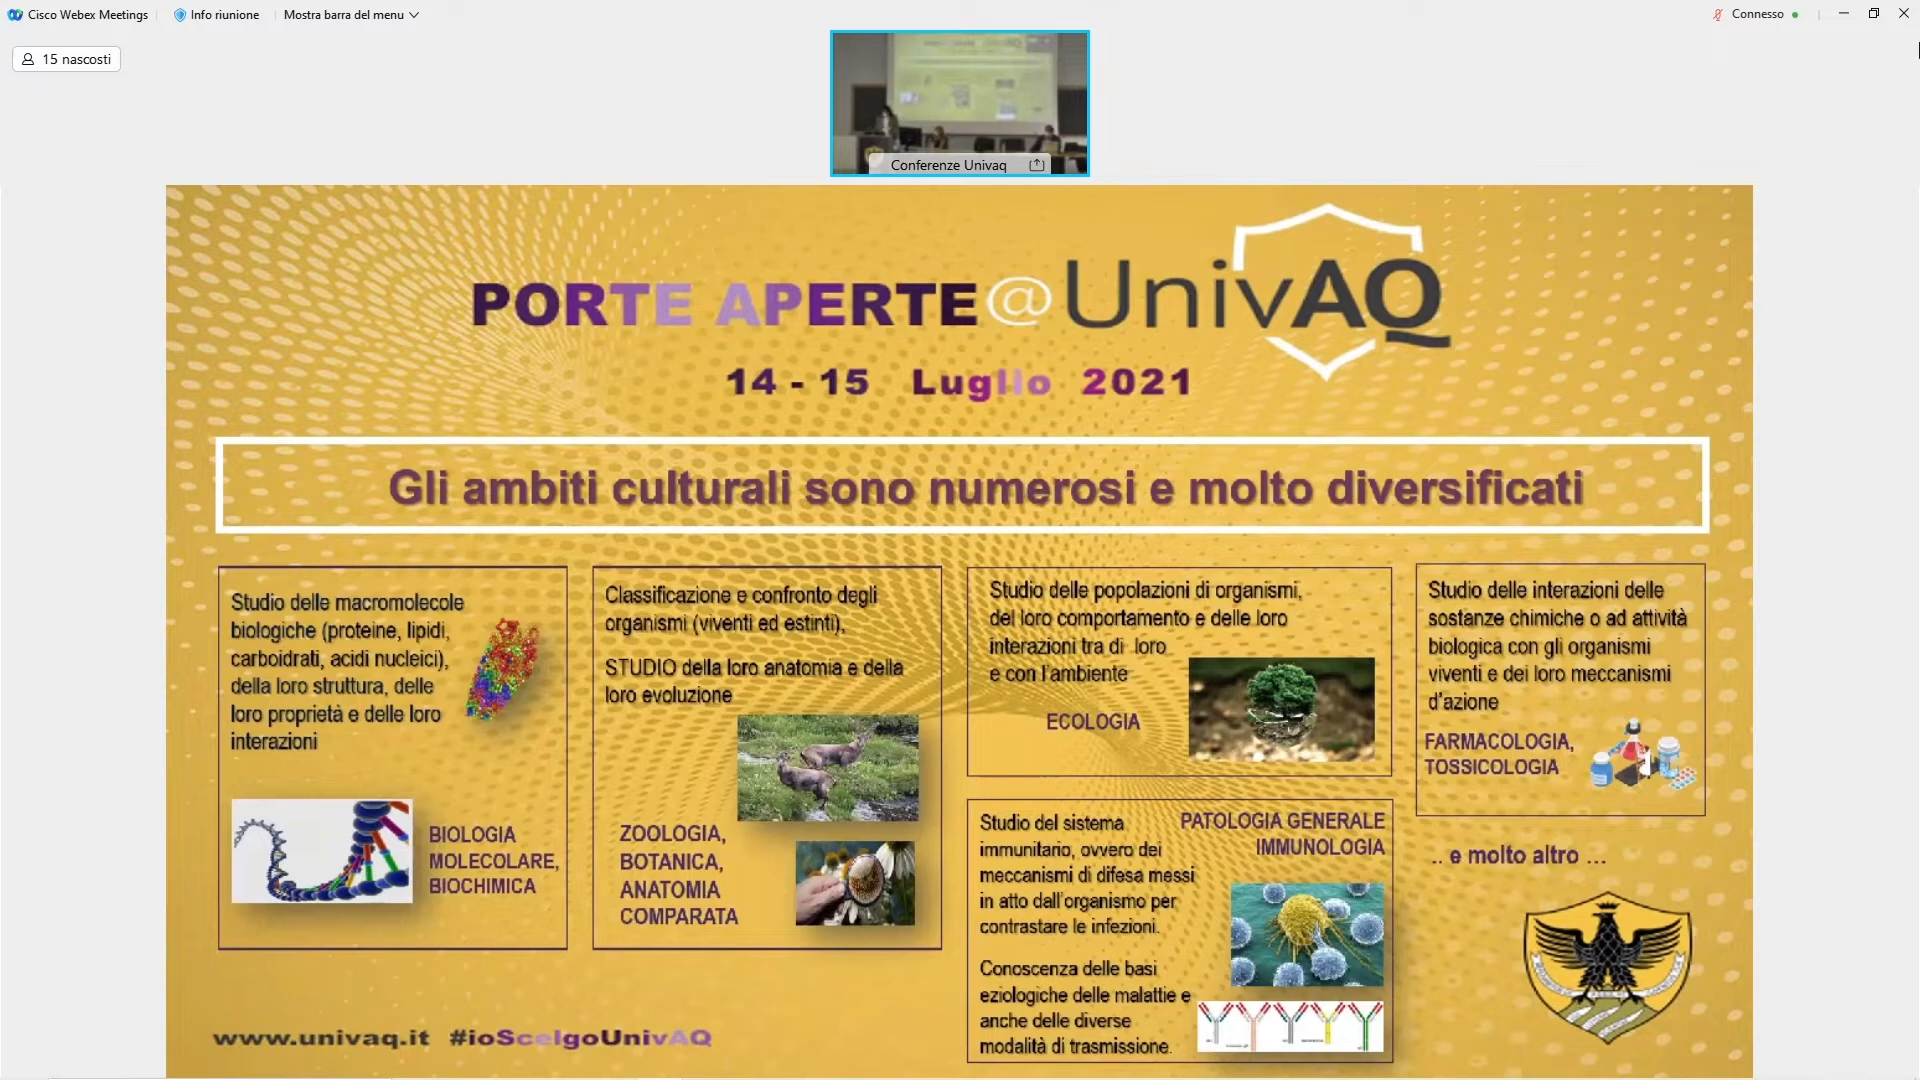 Cisco Webex Meetings
Info riunione
Mostra barra del menu
Connesso
15 nascosti
Conferenze Univaq
PORTE APERTE@UnivAQ
14 - 15 Luglio 2021
Gli ambiti culturali sono numerosi e molto diversificati
Studio delle macromolecole
biologiche (proteine, lipidi,
carboidrati, acidi nucleici),
della loro struttura, delle
loro proprietà e delle loro
interazioni
BIOLOGIA
MOLECOLARE,
BIOCHIMICA
Classificazione e confronto degli
organismi (viventi ed estinti),
STUDIO della loro anatomia e della
loro evoluzione
ZOOLOGIA,
BOTANICA,
ANATOMIA
COMPARATA
Studio delle popolazioni di organismi,
del loro comportamento e delle loro
interazioni tra di loro
e con l'ambiente
ECOLOGIA
Studio del sistema
immunitario, ovvero dei
meccanismi di difesa messi
in atto dall'organismo per
contrastare le infezioni.
Conoscenza delle basi
eziologiche delle malattie e
anche delle diverse
modalità di trasmissione.
PATOLOGIA GENERALE
IMMUNOLOGIA
Studio delle interazioni delle
sostanze chimiche o ad attività
biologica con gli organismi
viventi e dei loro meccanismi
d'azione
FARMACOLOGIA,
TOSSICOLOGIA
.. e molto altro ...
www.univaq.it #ioScelgoUnivAQ